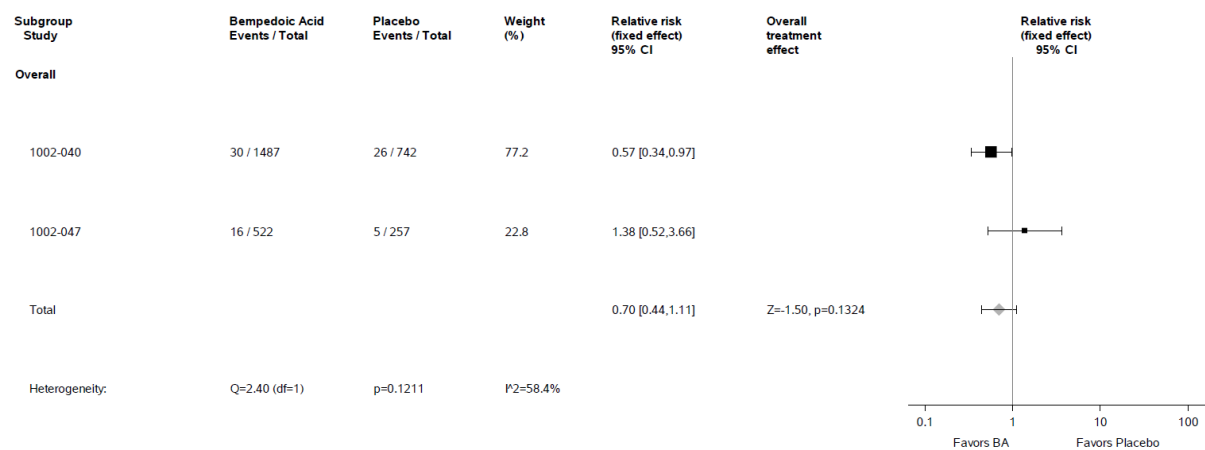 Subgroup Bempedoic Acid Placebo Weight Relative risk Overall Relative risk
Study Events / Total Events / Total (%) (fixed effect) treatment (fixed effect)
95% CI effect 95% CI
Overall
1002-040 30 / 1487 26 / 742 77.2 0.57 [0.34,0.97]
1002-047 16 / 522 5 / 257 22.8 1.38 [0.52,3.66]
Total 0.70 [0.44,1.11] Z=-1.50, p=0.1324
Heterogeneity: Q=2.40 (df=1) p=0.1211 I^2=58.4%
0.1 1 10 100
Favors BA Favors Placebo